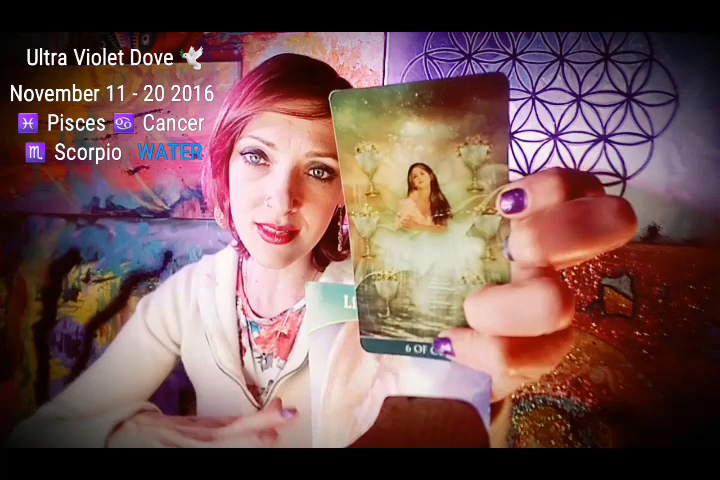 Ultra Violet Dove 🕊
November 11 - 20 2016
♓ Pisces ♋ Cancer
♏ Scorpio WATER
6 OF